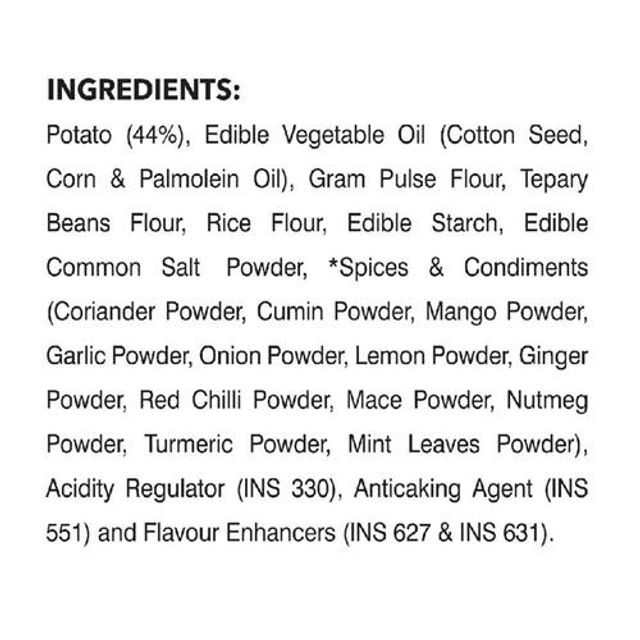 INGREDIENTS:
Potato (44%), Edible Vegetable Oil (Cotton Seed,
Corn & Palmolein Oil), Gram Pulse Flour, Tepary
Beans Flour, Rice Flour, Edible Starch, Edible
Common Salt Powder, *Spices & Condiments
(Coriander Powder, Cumin Powder, Mango Powder,
Garlic Powder, Onion Powder, Lemon Powder, Ginger
Powder, Red Chilli Powder, Mace Powder, Nutmeg
Powder, Turmeric Powder, Mint Leaves Powder),
Acidity Regulator (INS 330), Anticaking Agent (INS
551) and Flavour Enhancers (INS 627 & INS 631).